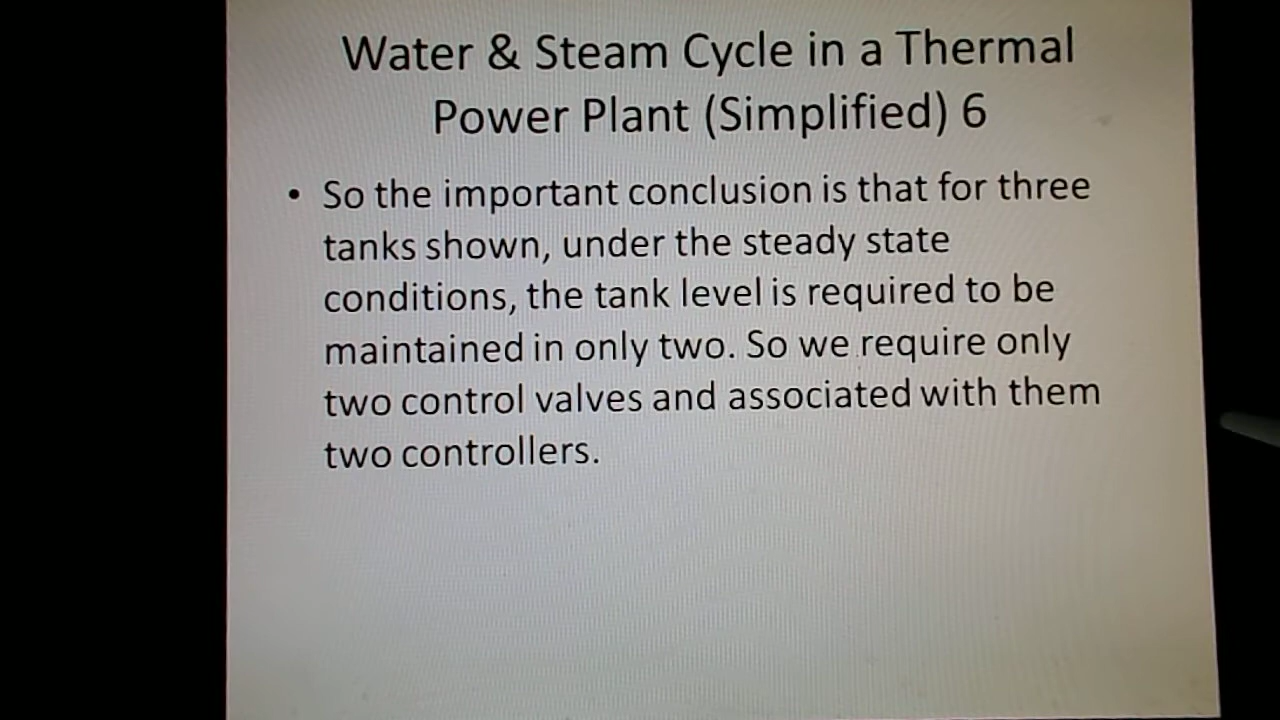 Water & Steam Cycle in a Thermal
Power Plant (Simplified) 6
• So the important conclusion is that for three
tanks shown, under the steady state
conditions, the tank level is required to be
maintained in only two. So we require only
two control valves and associated with them
two controllers.